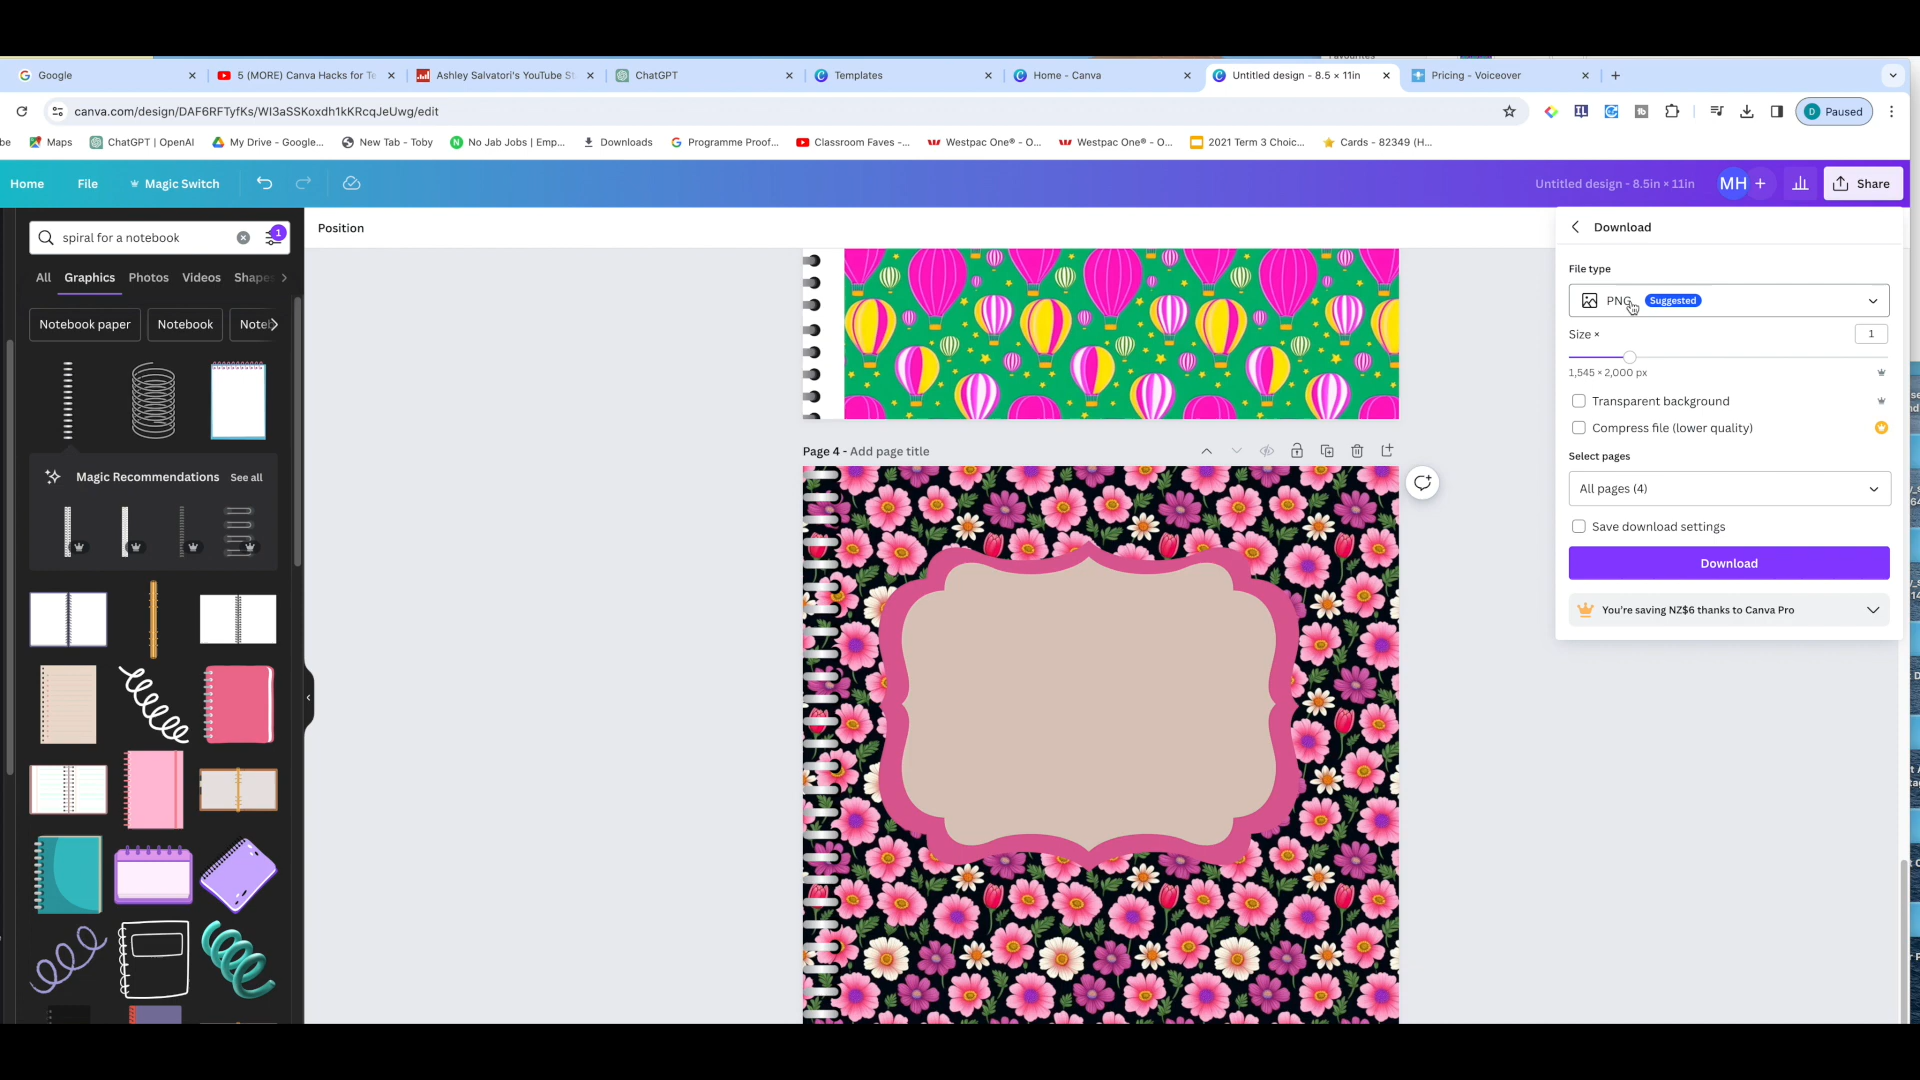 Google
5 (MORE) Canva Hacks for Te
Ashley Salvatori's YouTube St
ChatGPT
Templates
Home - Canva
Untitled design - 8.5 × 11in
Pricing - Voiceover
canva.com/design/DAF6RFTyfKs/WI3aSSKoxdh1kKRcqJeUwg/edit
D
Paused
be
Maps
ChatGPT | OpenAI
My Drive - Google...
New Tab - Toby
No Jab Jobs | Emp...
Downloads
Programme Proof...
Classroom Faves -...
Westpac One® - O...
Westpac One® - O...
2021 Term 3 Choic...
Cards - 82349 (H...
Home
File
Magic Switch
Untitled design - 8.5in × 11in
MH
Share
spiral for a notebook
1
Position
All
Graphics
Photos
Videos
Shapes
Notebook paper
Notebook
Note
Magic Recommendations
See all
Page 4 - Add page title
Download
File type
PNG
Suggested
Size ×
1
1,545 × 2,000 px
Transparent background
Compress file (lower quality)
Select pages
All pages (4)
Save download settings
Download
You're saving NZ$6 thanks to Canva Pro